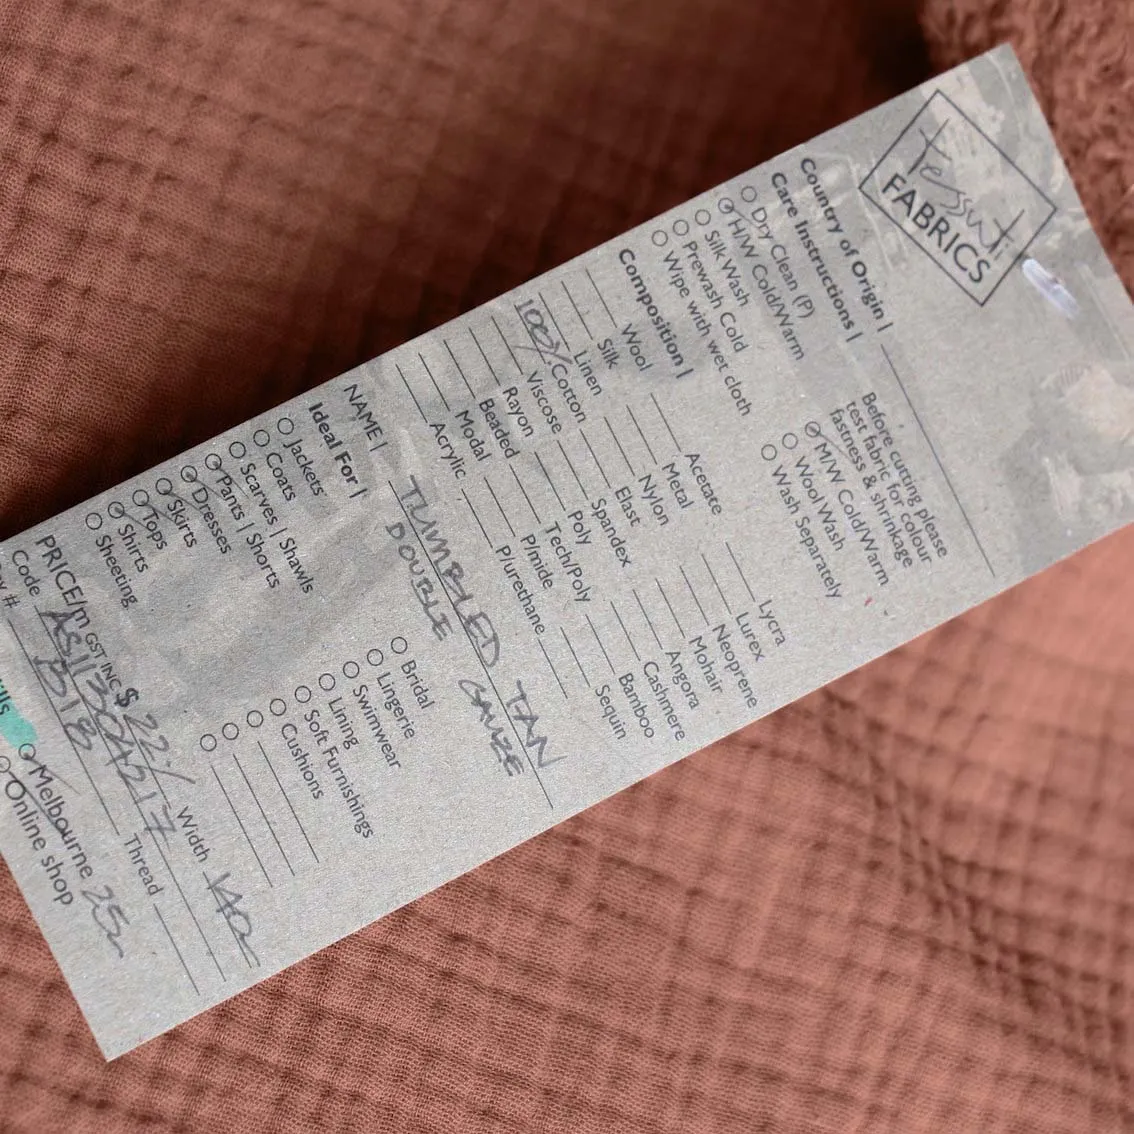 tessuti
FABRICS
Country of Origin |
Care Instructions |
Dry Clean (P)
H/W Cold/Warm
Silk Wash
Prewash Cold
Wipe with wet cloth
Before cutting please
test fabric for colour
fastness & shrinkage
M/W Cold/Warm
Wool Wash
Wash Separately
Composition |
Wool
Silk
Linen
100% Cotton
Viscose
Rayon
Beaded
Modal
Acrylic
Acetate
Metal
Nylon
Elast
Spandex
Poly
Tech/Poly
P/mide
P/urethane
Lycra
Lurex
Neoprene
Mohair
Angora
Cashmere
Bamboo
Sequin
NAME | TUMBLED TAN
DOUBLE GAUZE
Ideal For |
Jackets
Coats
Scarves | Shawls
Pants | Shorts
Dresses
Skirts
Tops
Shirts
Sheeting
Bridal
Lingerie
Swimwear
Lining
Soft Furnishings
Cushions
PRICE/m GST INC $ 22/ Width 140
Code Thread
B18
Melbourne 25m
Online shop